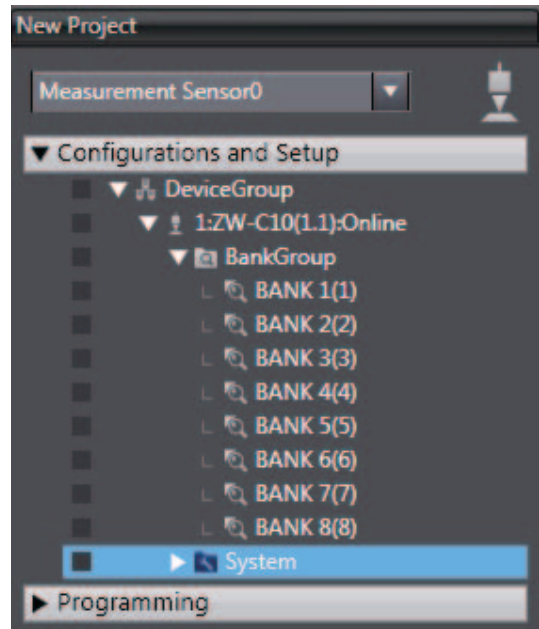 New Project
Measurement Sensor0
Configurations and Setup
DeviceGroup
1:ZW-C10(1.1):Online
BankGroup
BANK 1(1)
BANK 2(2)
BANK 3(3)
BANK 4(4)
BANK 5(5)
BANK 6(6)
BANK 7(7)
BANK 8(8)
System
Programming